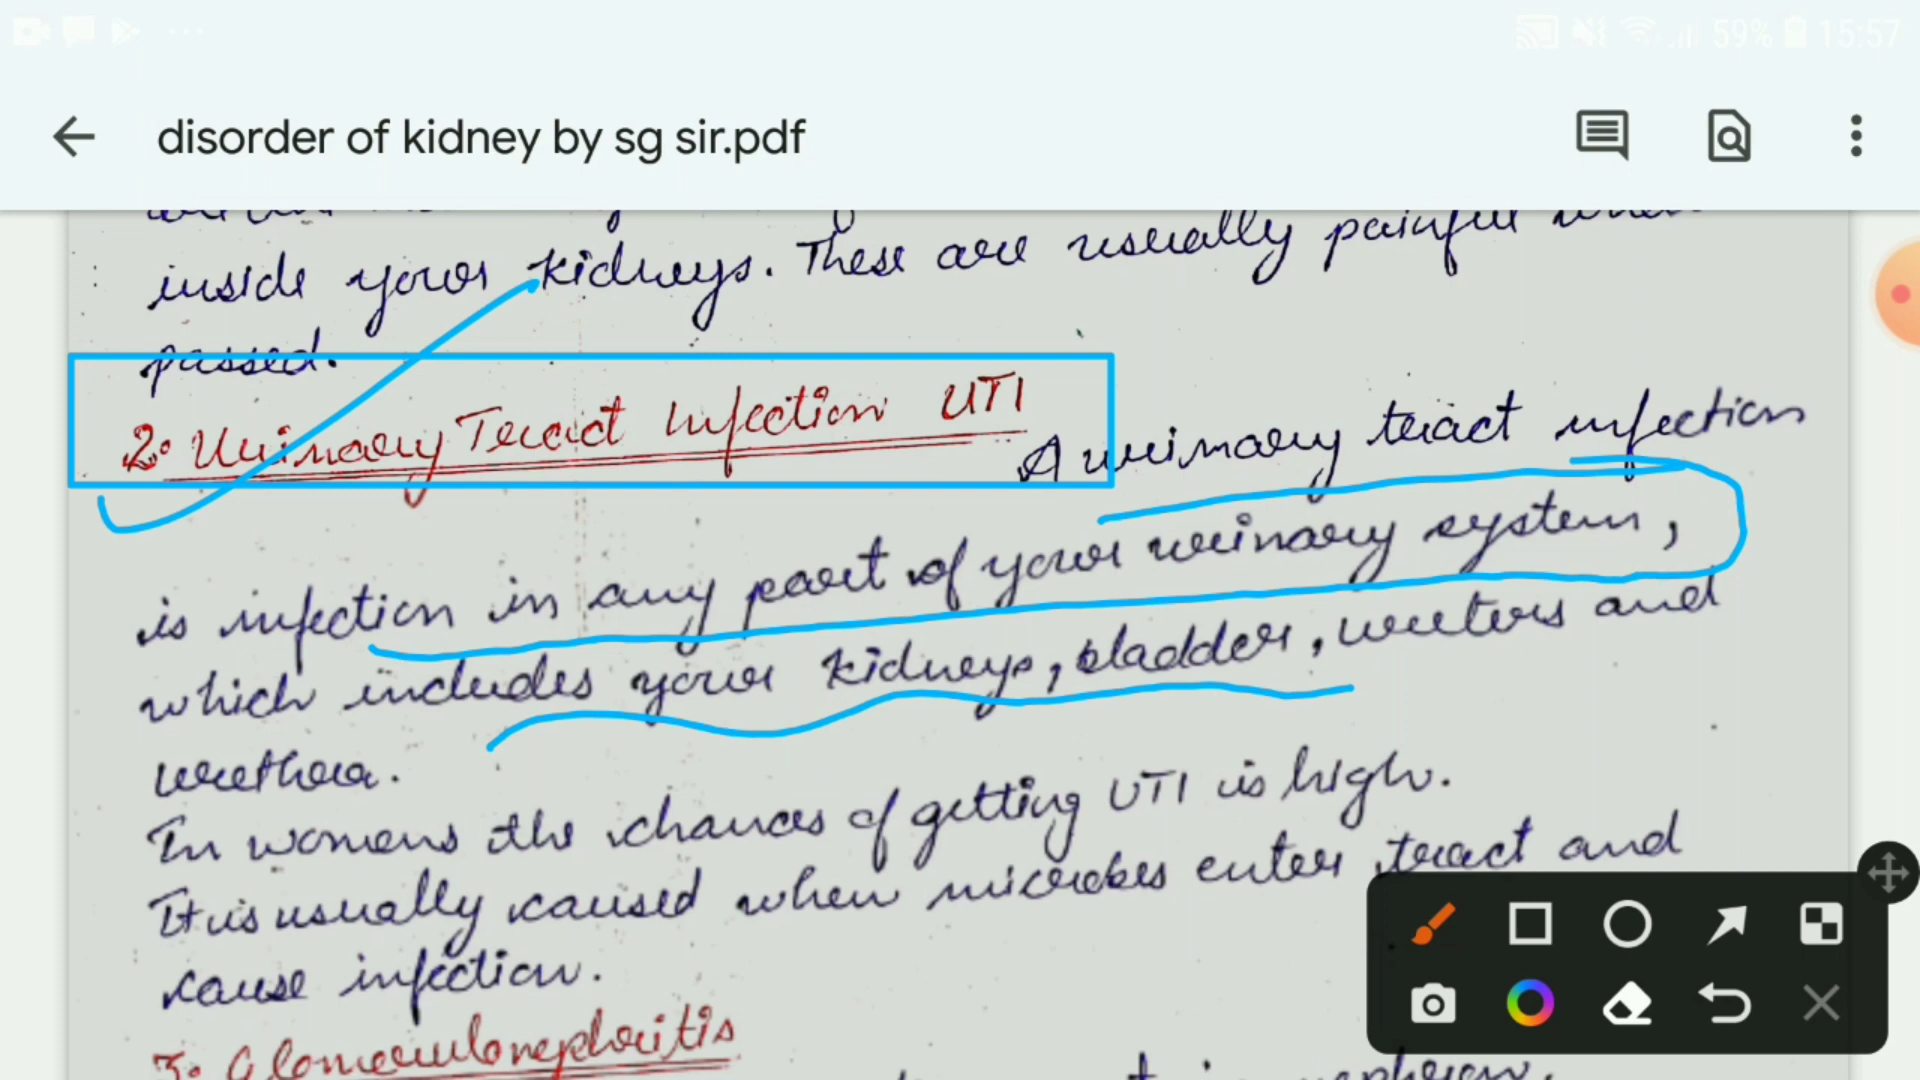 59% 15:57
disorder of kidney by sg sir.pdf
inside your kidneys. These are usually painful when
passed.
2. Urinary Tract Infection UTI
A urinary tract infection
is infection in any part of your urinary system,
which includes your kidneys, bladder, ureters and
urethra.
In womens the chances of getting UTI is high.
It is usually caused when microbes enter tract and
cause infection.
3. Glomerulonephritis